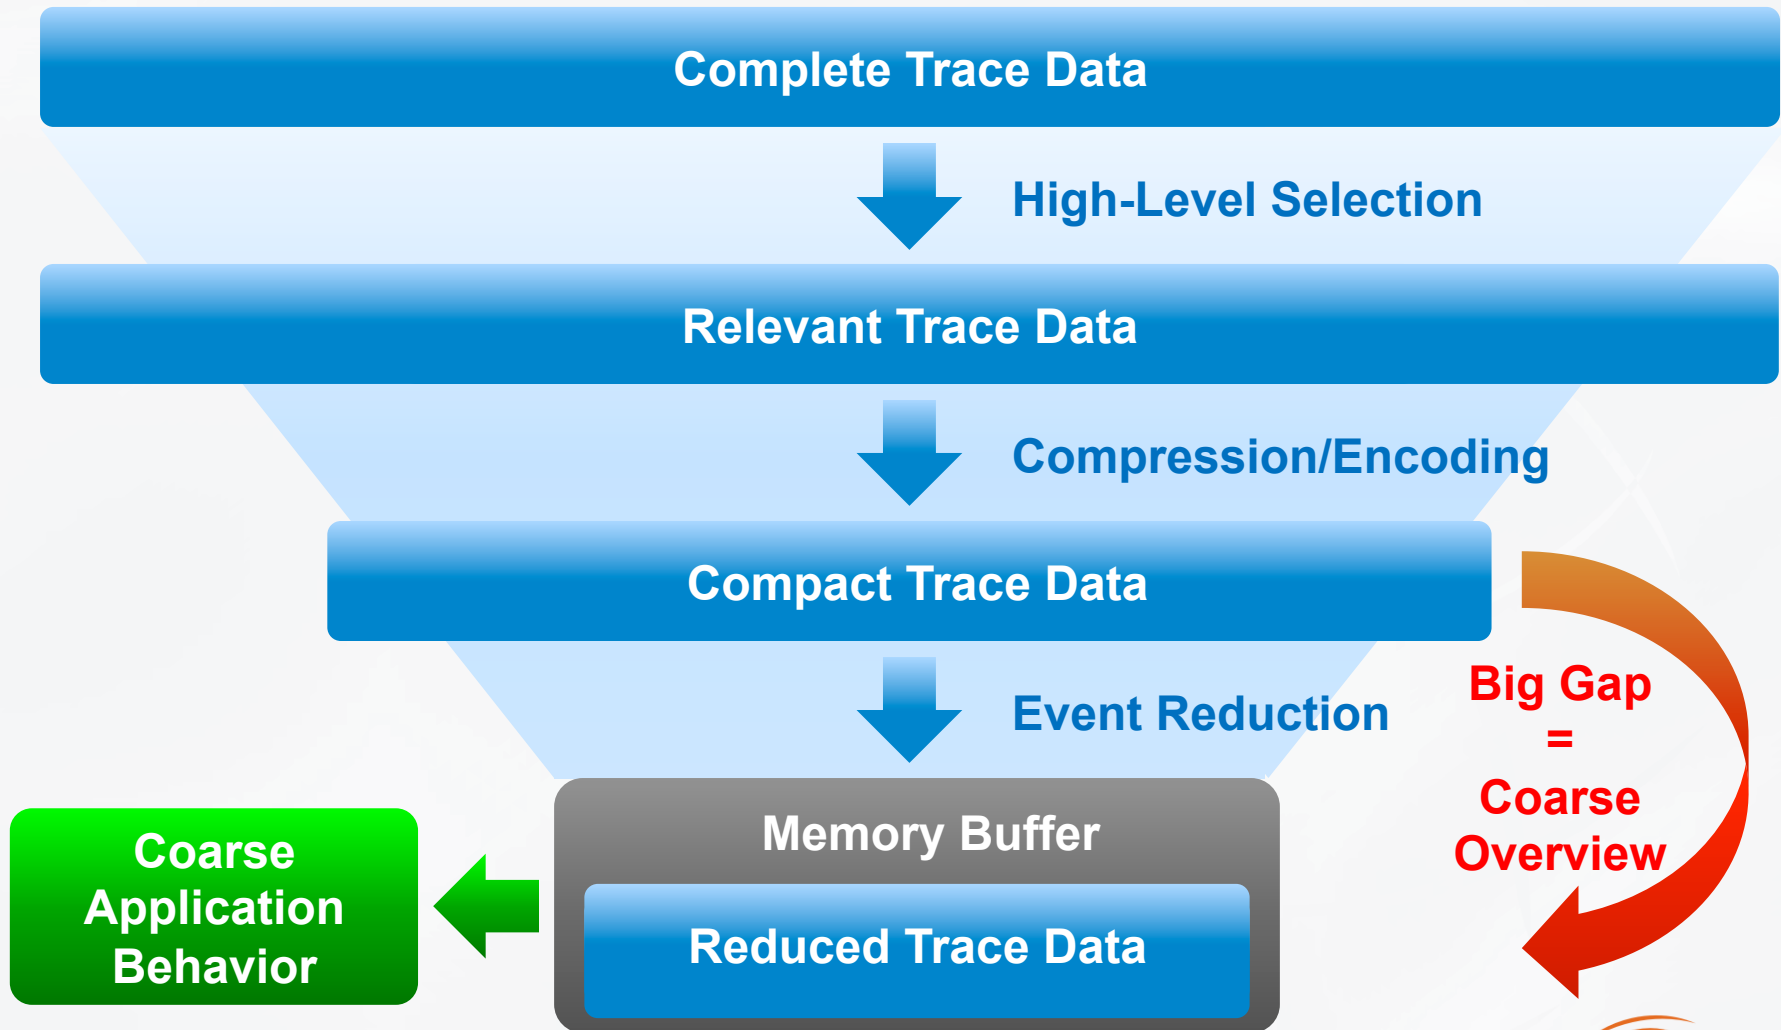 Complete Trace Data
High-Level Selection
Relevant Trace Data
Compression/Encoding
Compact Trace Data
Event Reduction
Big Gap
=
Coarse
Overview
Memory Buffer
Reduced Trace Data
Coarse
Application
Behavior